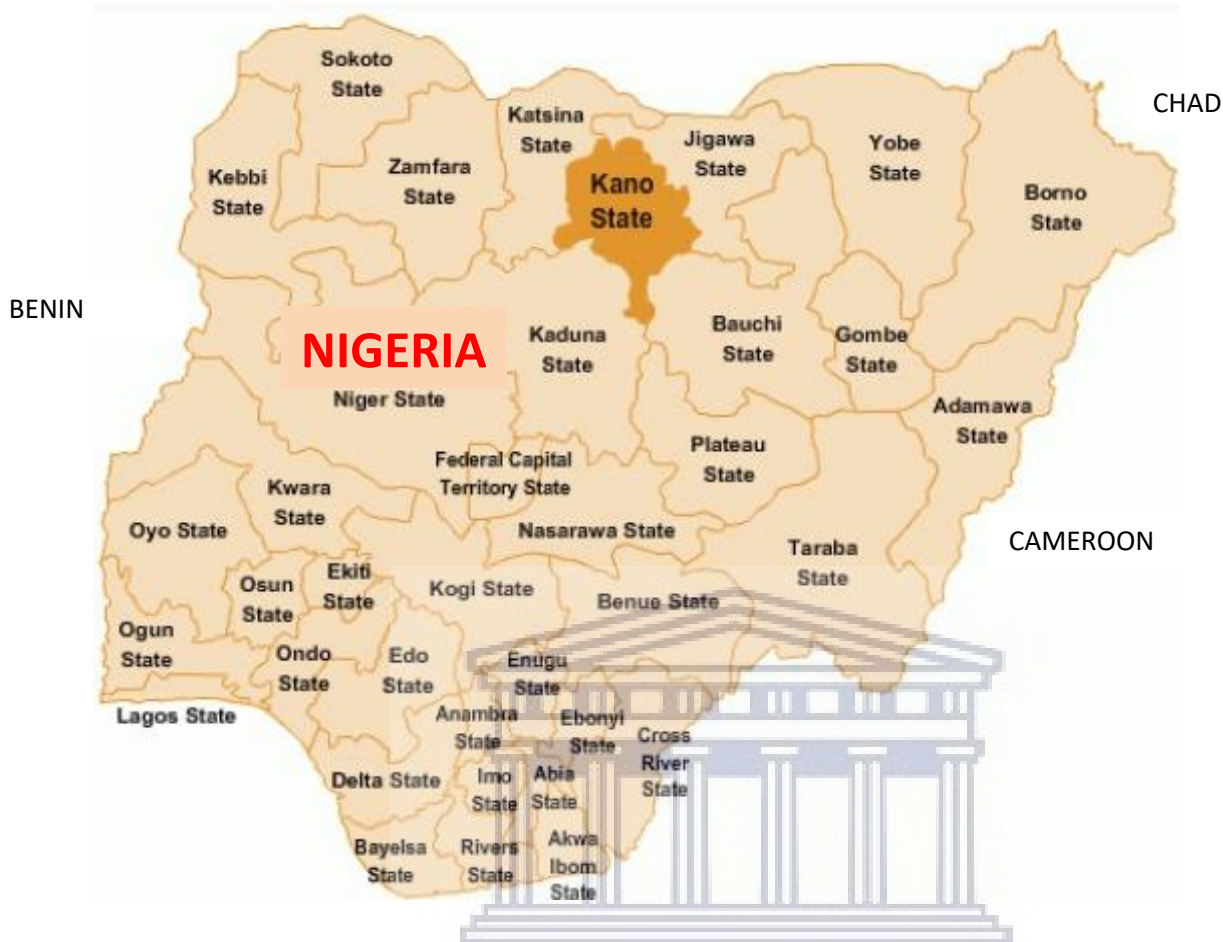 Sokoto
State
CHAD
Katsina
State
Jigawa
State
Yobe
State
Zamfara
State
Kebbi
State
Kano
State
Borno
State
BENIN
NIGERIA
Kaduna
State
Bauchi
State
Gombe
State
Niger State
Adamawa
State
Plateau
State
Federal Capital
Territory State
Kwara
State
Oyo State
Nasarawa State
CAMEROON
Taraba
State
Osun
State
Ekiti
State
Kogi State
Benue State
Ogun
State
Ondo
State
Edo
State
Enugu
State
Lagos State
Anambra
State
Ebonyi
State
Cross
River
State
Delta State
Imo
State
Abia
State
Bayelsa
State
Rivers
State
Akwa
Ibom
State